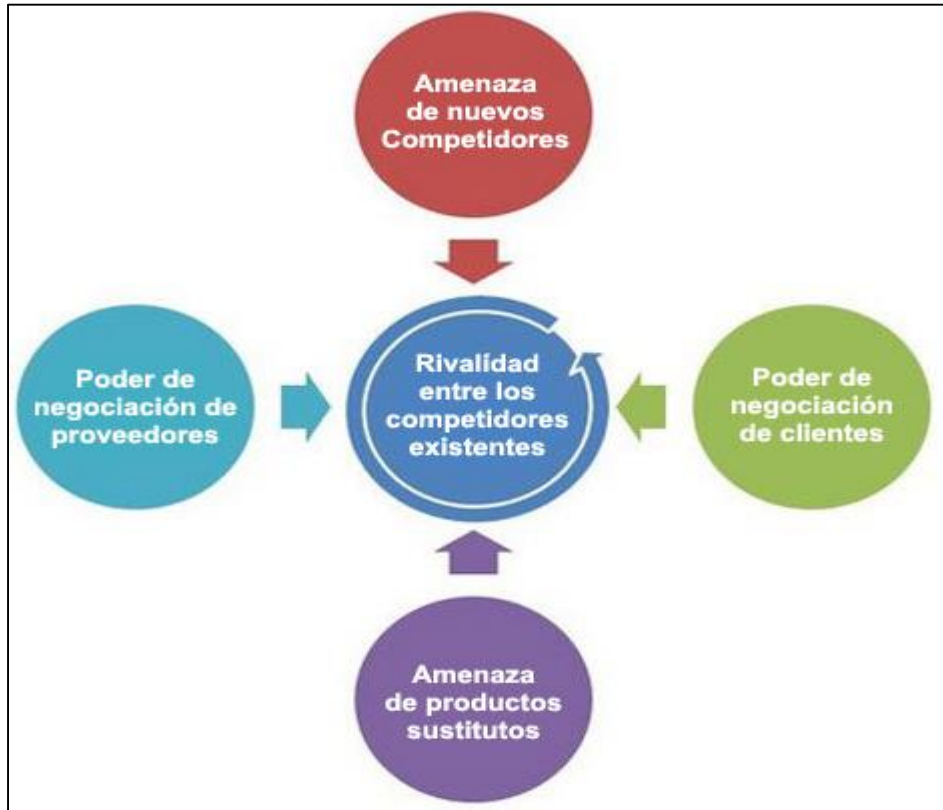 Amenaza
de nuevos
Competidores
Poder de
negociación de
proveedores
Rivalidad
entre los
competidores
existentes
Poder de
negociación
de clientes
Amenaza
de productos
sustitutos